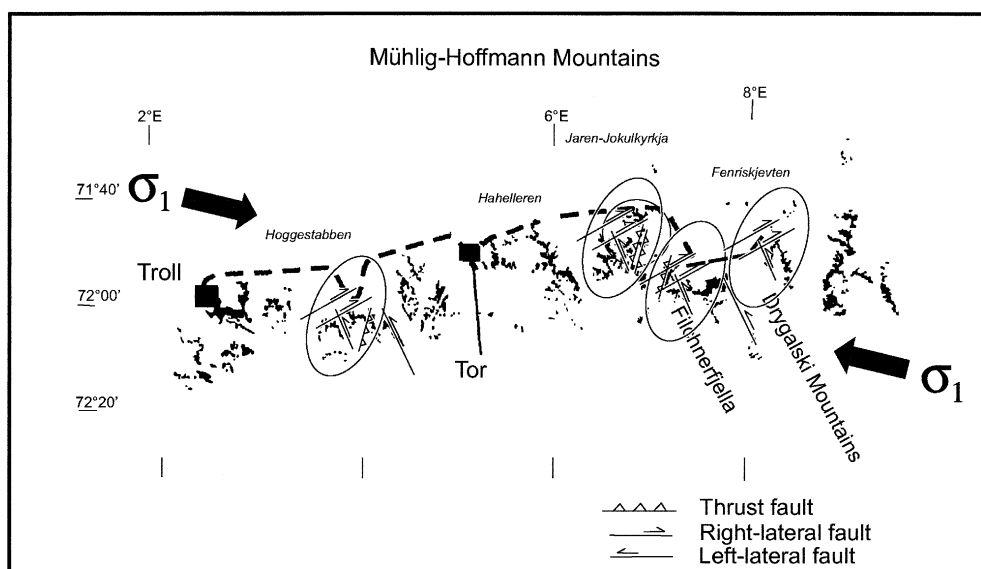 Mühlig-Hoffmann Mountains
2°E
6°E
8°E
Jaren-Jokulkyrkja
71°40'
σ1
Hahelleren
Fenriskjevten
Hoggestabben
Troll
72°00'
Tor
Filchnerfjella
Drygalski Mountains
σ1
72°20'
Thrust fault
Right-lateral fault
Left-lateral fault